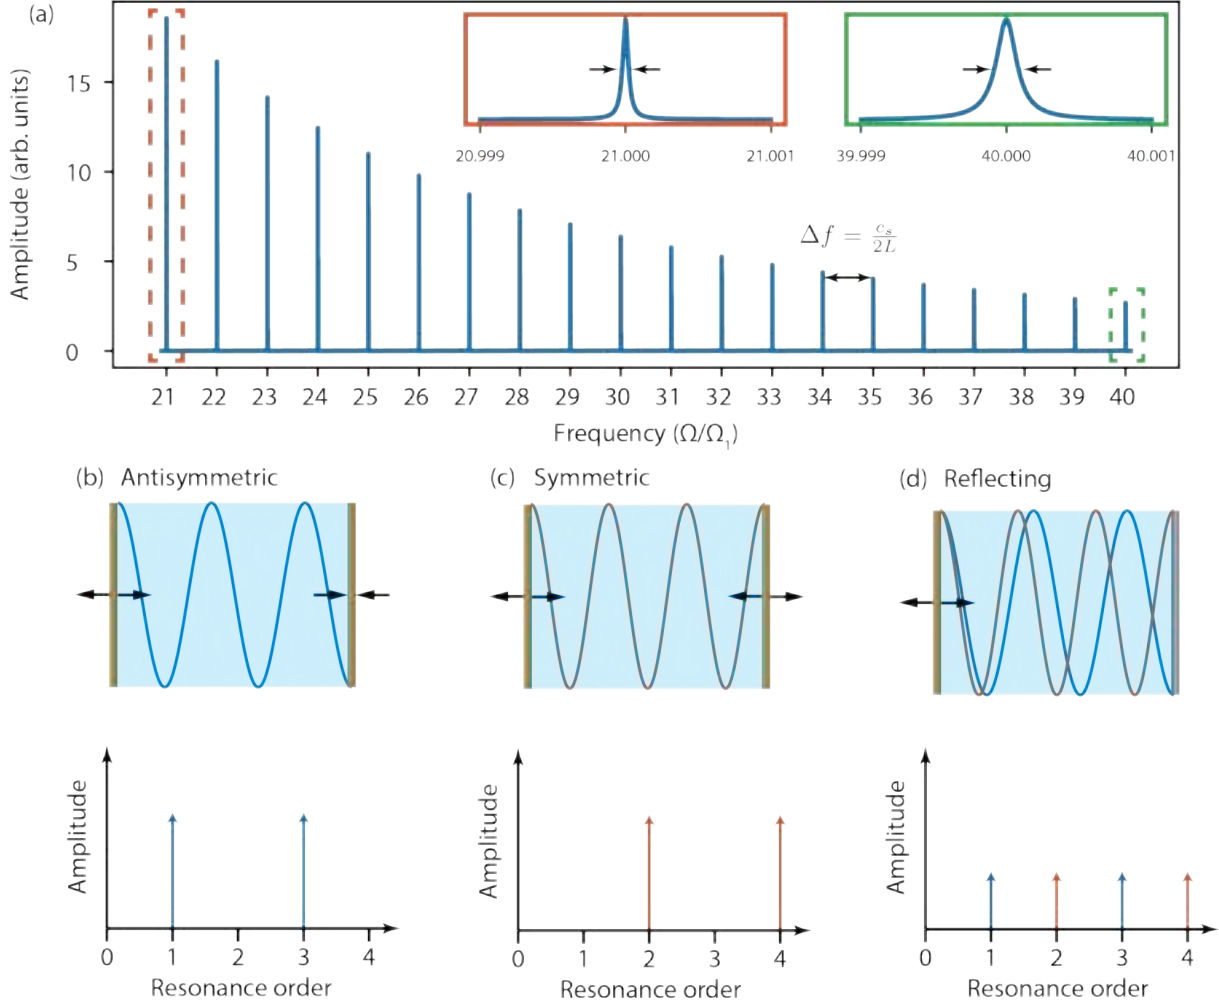 (a)
Amplitude (arb. units)
15
10
5
0
20.999 21.000 21.001
39.999 40.000 40.001
Δf = c_s/2L
21 22 23 24 25 26 27 28 29 30 31 32 33 34 35 36 37 38 39 40
Frequency (Ω/Ω₁)
(b) Antisymmetric
(c) Symmetric
(d) Reflecting
Amplitude
0 1 2 3 4
Resonance order
Amplitude
0 1 2 3 4
Resonance order
Amplitude
0 1 2 3 4
Resonance order